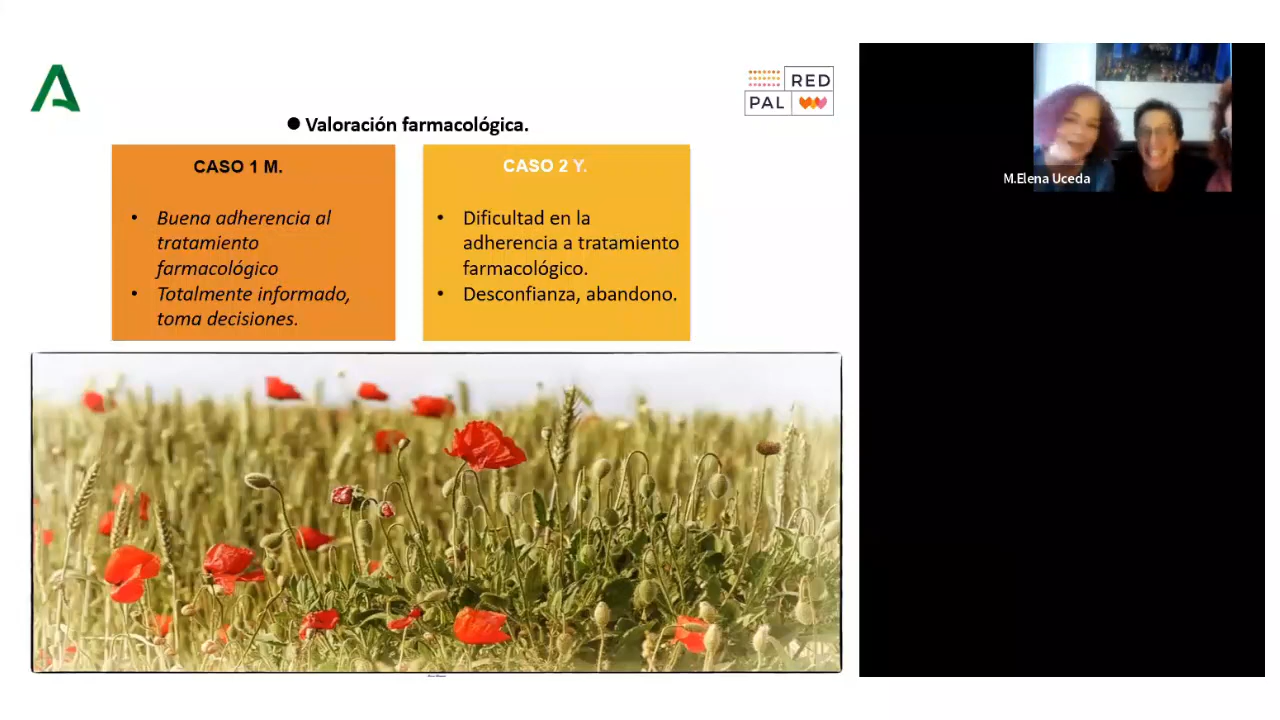 RED
PAL
● Valoración farmacológica.
CASO 1 M.
• Buena adherencia al
tratamiento
farmacológico
• Totalmente informado,
toma decisiones.
CASO 2 Y.
• Dificultad en la
adherencia a tratamiento
farmacológico.
• Desconfianza, abandono.
M.Elena Uceda